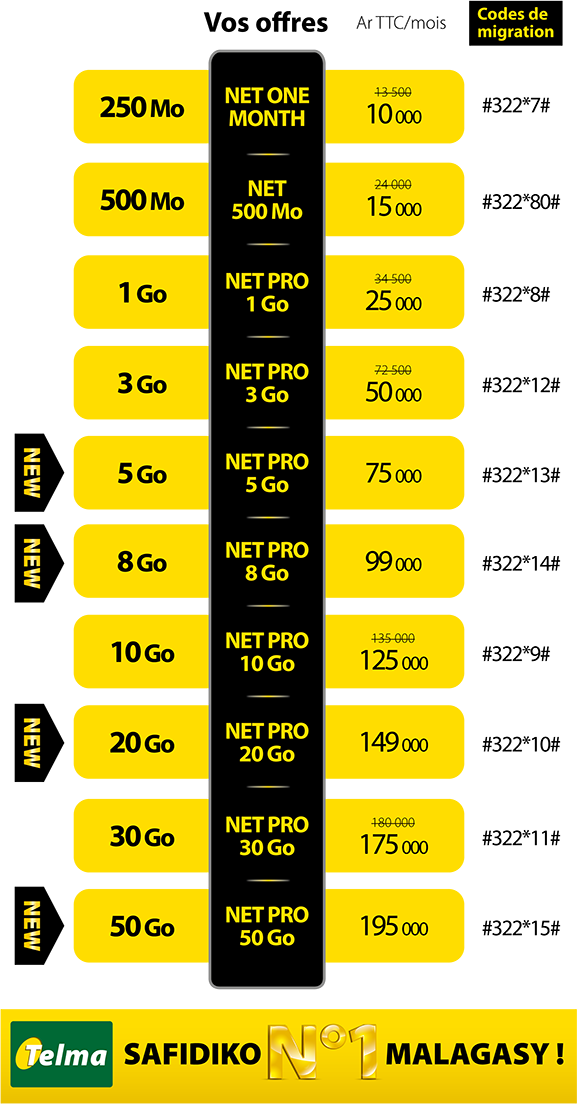 Vos offres
Ar TTC/mois
Codes de
migration
250 Mo
NET ONE
MONTH
13 500
10 000
#322*7#
500 Mo
NET
500 Mo
24 000
15 000
#322*80#
1 Go
NET PRO
1 Go
34 500
25 000
#322*8#
3 Go
NET PRO
3 Go
72 500
50 000
#322*12#
NEW
5 Go
NET PRO
5 Go
75 000
#322*13#
NEW
8 Go
NET PRO
8 Go
99 000
#322*14#
10 Go
NET PRO
10 Go
135 000
125 000
#322*9#
NEW
20 Go
NET PRO
20 Go
149 000
#322*10#
30 Go
NET PRO
30 Go
180 000
175 000
#322*11#
NEW
50 Go
NET PRO
50 Go
195 000
#322*15#
Telma SAFIDIKO N°1 MALAGASY !